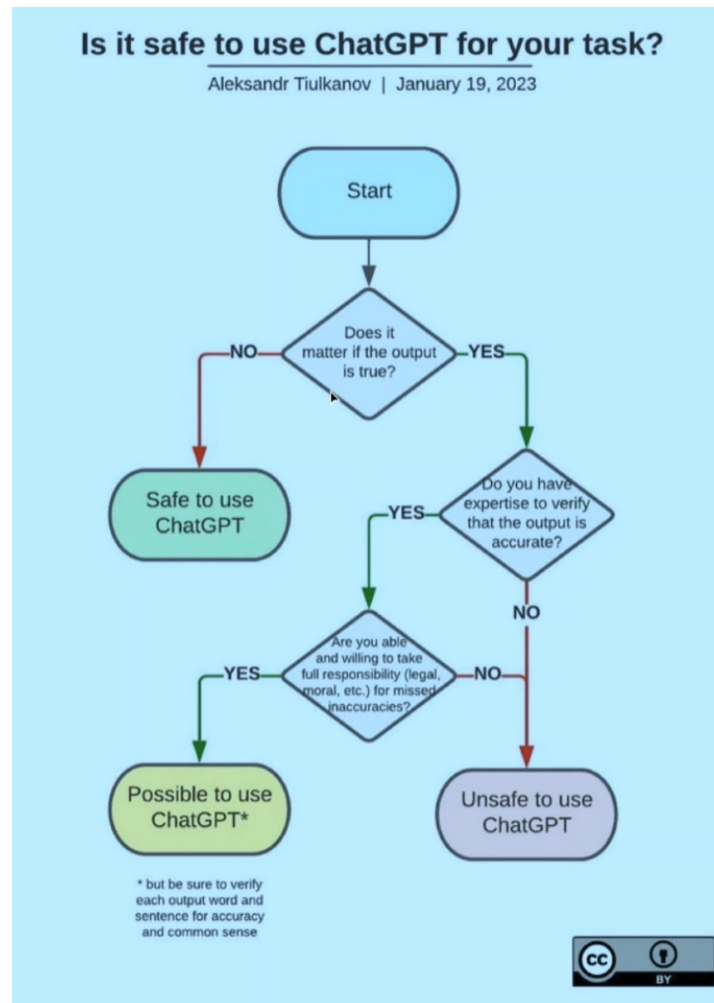 Is it safe to use ChatGPT for your task?
Aleksandr Tiulkanov | January 19, 2023
Start
Does it
matter if the output
is true?
NO
YES
Safe to use
ChatGPT
Do you have
expertise to verify
that the output is
accurate?
YES
NO
Are you able
and willing to take
full responsibility (legal,
moral, etc.) for missed
inaccuracies?
YES
NO
Possible to use
ChatGPT*
Unsafe to use
ChatGPT
* but be sure to verify
each output word and
sentence for accuracy
and common sense
cc
BY